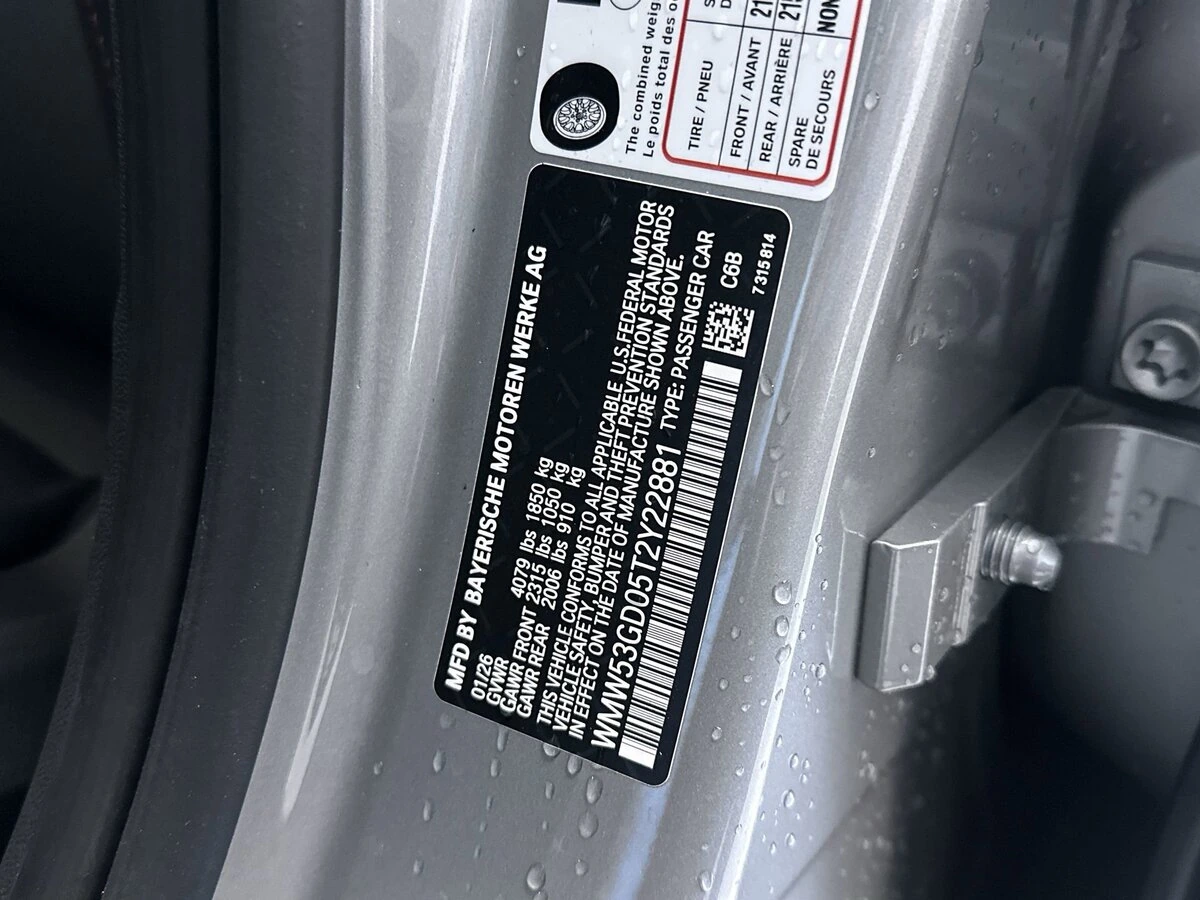 The combined weig
Le poids total des oc
TIRE / PNEU
FRONT / AVANT
REAR / ARRIÈRE
SPARE
DE SECOURS
NON
MFD BY BAYERISCHE MOTOREN WERKE AG
01/26
GVWR 4079 lbs 1850 kg
GAWR FRONT 2315 lbs 1050 kg
GAWR REAR 2006 lbs 910 kg
THIS VEHICLE CONFORMS TO ALL APPLICABLE U.S.FEDERAL MOTOR
VEHICLE SAFETY, BUMPER AND THEFT PREVENTION STANDARDS
IN EFFECT ON THE DATE OF MANUFACTURE SHOWN ABOVE.
WMW53GD05T2Y22881 TYPE: PASSENGER CAR
C6B
7315814